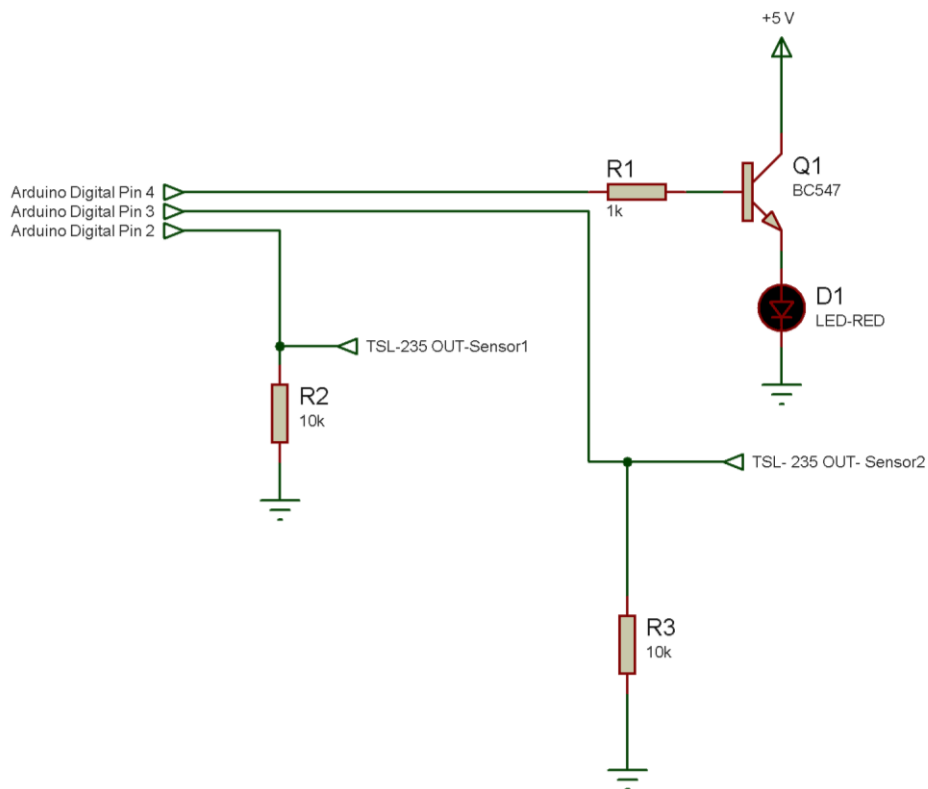 +5 V
R1
1k
Q1
BC547
Arduino Digital Pin 4
Arduino Digital Pin 3
Arduino Digital Pin 2
D1
LED-RED
TSL-235 OUT-Sensor1
R2
10k
TSL- 235 OUT- Sensor2
R3
10k